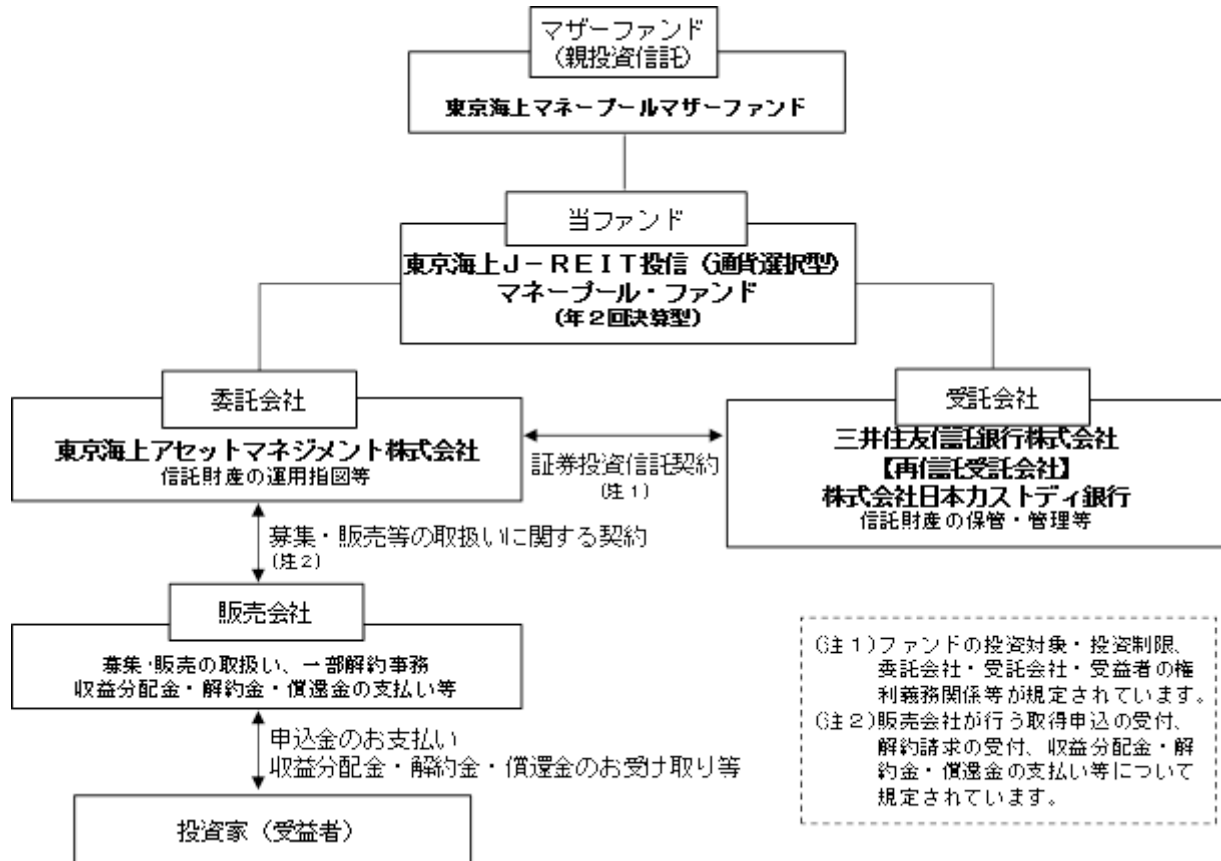 マザーファンド
(親投資信託)
東京海上マネープールマザーファンド
当ファンド
東京海上J-REIT投信(通貨選択型)
マネープール・ファンド
(年2回決算型)
委託会社
東京海上アセットマネジメント株式会社
信託財産の運用指図等
証券投資信託契約
(注1)
受託会社
三井住友信託銀行株式会社
【再信託受託会社】
株式会社日本カストディ銀行
信託財産の保管・管理等
募集・販売等の取扱いに関する契約
(注2)
販売会社
募集・販売の取扱い、一部解約事務
収益分配金・解約金・償還金の支払い等
申込金のお支払い
収益分配金・解約金・償還金のお受け取り等
投資家(受益者)
(注1)ファンドの投資対象・投資制限、
委託会社・受託会社・受益者の権
利義務関係等が規定されています。
(注2)販売会社が行う取得申込の受付、
解約請求の受付、収益分配金・解
約金・償還金の支払い等について
規定されています。